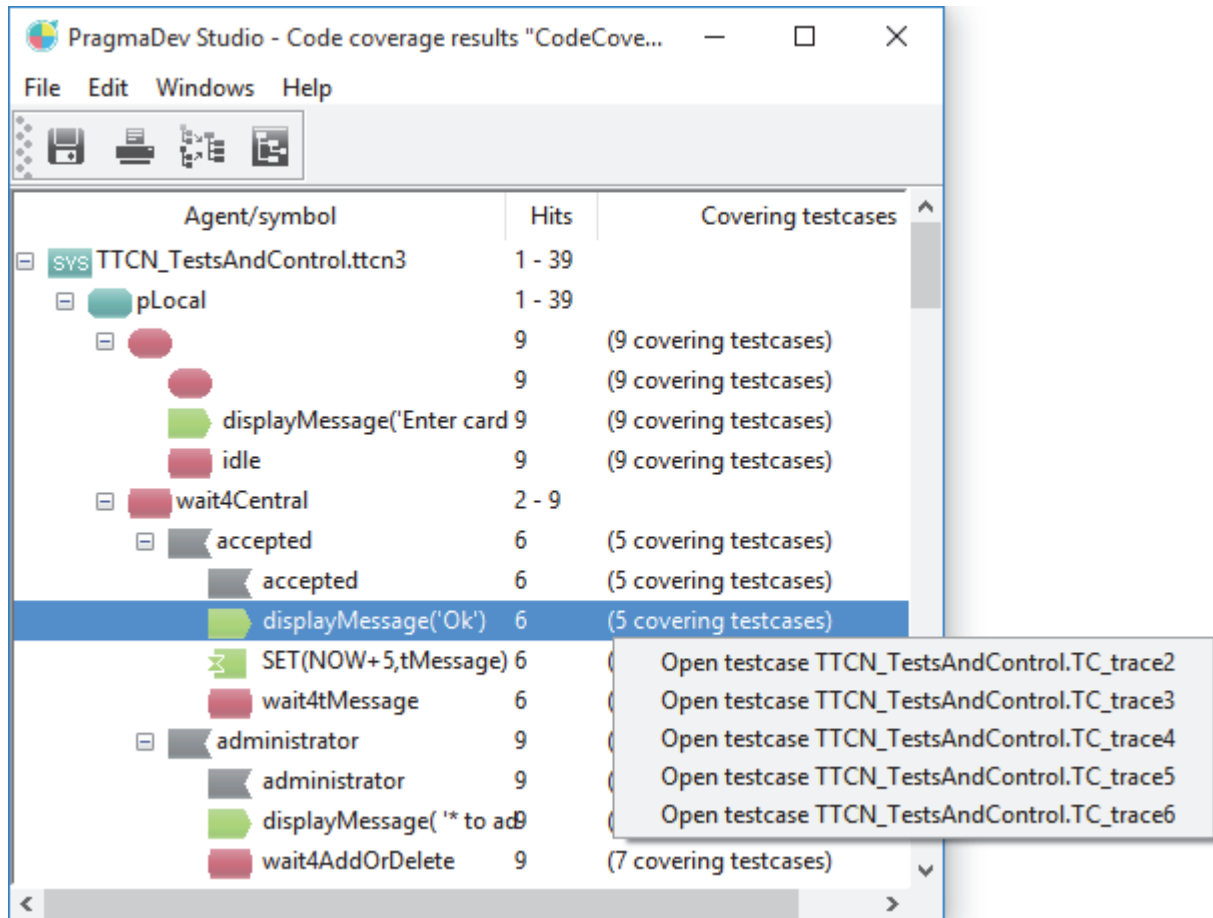 PragmaDev Studio - Code coverage results "CodeCove...
File Edit Windows Help
Agent/symbol Hits Covering testcases
SYS TTCN_TestsAndControl.ttcn3 1 - 39
pLocal 1 - 39
9 (9 covering testcases)
9 (9 covering testcases)
displayMessage('Enter card 9 (9 covering testcases)
idle 9 (9 covering testcases)
wait4Central 2 - 9
accepted 6 (5 covering testcases)
accepted 6 (5 covering testcases)
displayMessage('Ok') 6 (5 covering testcases)
SET(NOW+5,tMessage) 6 (
Open testcase TTCN_TestsAndControl.TC_trace2
wait4tMessage 6 (
Open testcase TTCN_TestsAndControl.TC_trace3
administrator 9 (
Open testcase TTCN_TestsAndControl.TC_trace4
administrator 9 (
Open testcase TTCN_TestsAndControl.TC_trace5
displayMessage( '* to ad 9 (
Open testcase TTCN_TestsAndControl.TC_trace6
wait4AddOrDelete 9 (7 covering testcases)